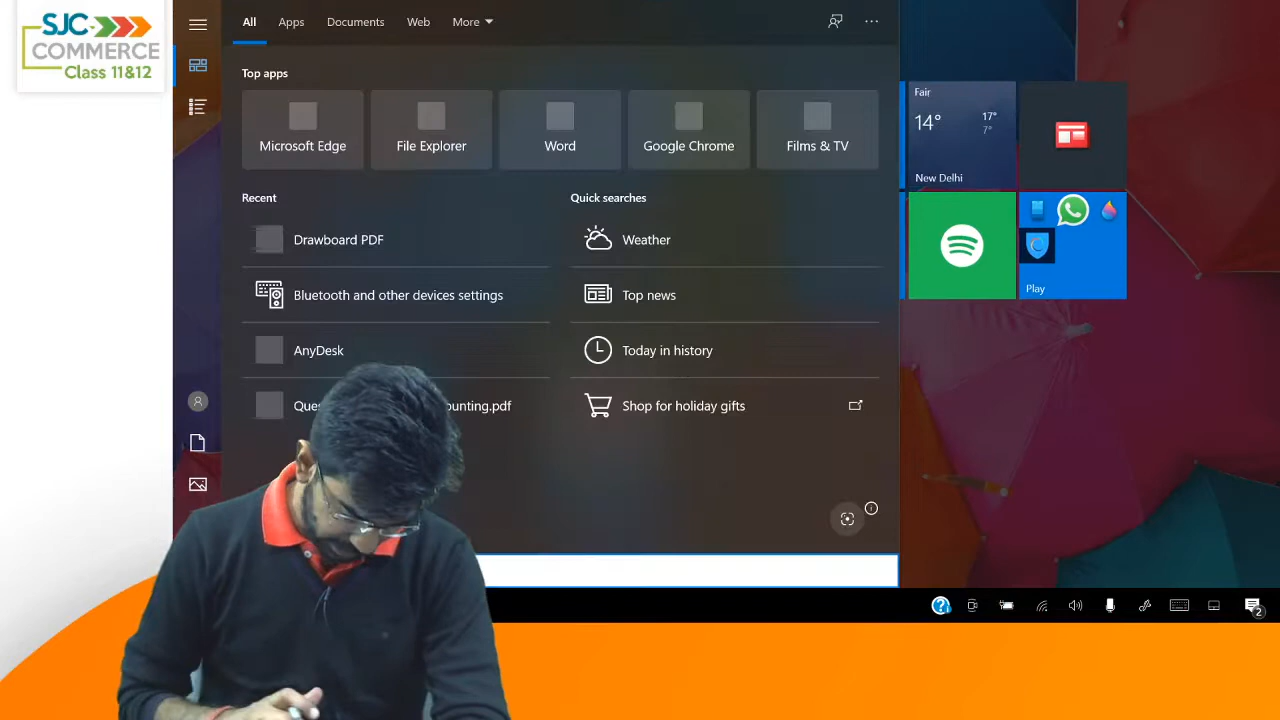 SJC
COMMERCE
Class 11&12
All Apps Documents Web More
Top apps
Microsoft Edge File Explorer Word Google Chrome Films & TV
Recent
Drawboard PDF
Bluetooth and other devices settings
AnyDesk
ounting.pdf
Quick searches
Weather
Top news
Today in history
Shop for holiday gifts
Fair
14° 17°
7°
New Delhi
Play
2